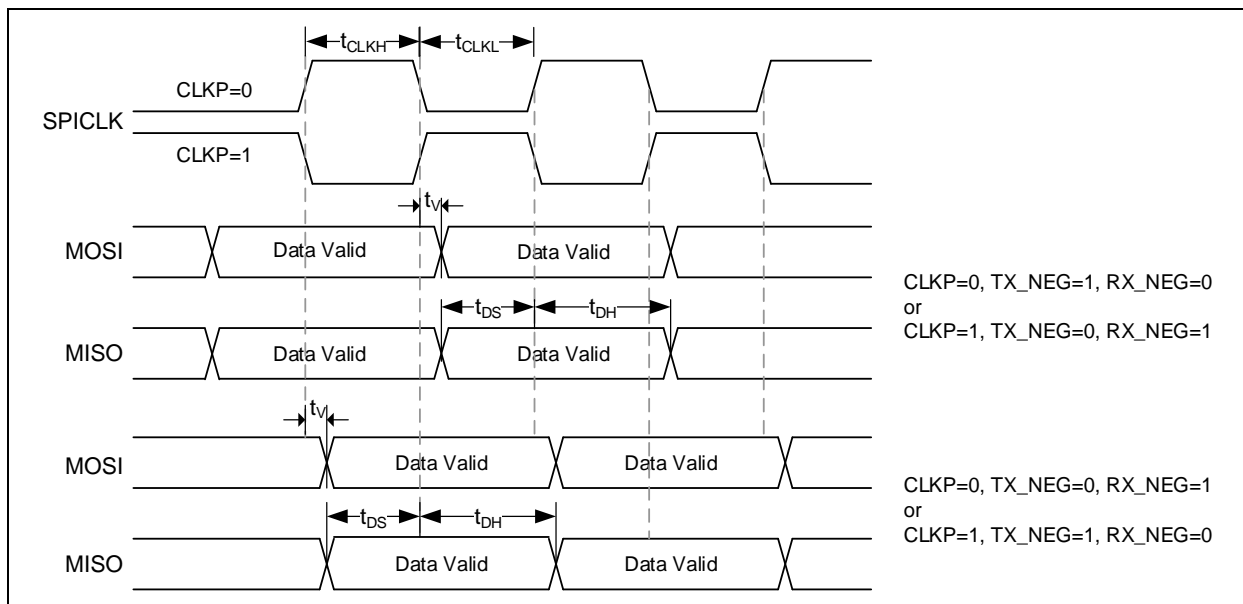 tCLKH
tCLKL
CLKP=0
SPICLK
CLKP=1
tV
MOSI
Data Valid
Data Valid
tDS
tDH
MISO
Data Valid
Data Valid
CLKP=0, TX_NEG=1, RX_NEG=0
or
CLKP=1, TX_NEG=0, RX_NEG=1
tV
MOSI
Data Valid
Data Valid
tDS
tDH
MISO
Data Valid
Data Valid
CLKP=0, TX_NEG=0, RX_NEG=1
or
CLKP=1, TX_NEG=1, RX_NEG=0